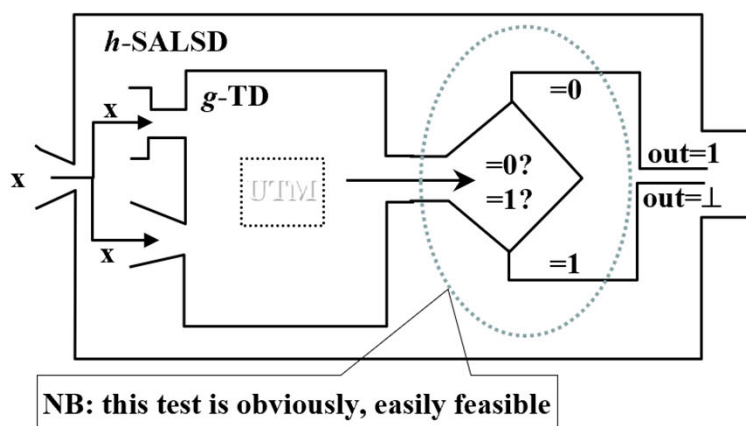 h-SALSD
g-TD
x
x
x
UTM
=0?
=1?
=0
=1
out=1
out=⊥
NB: this test is obviously, easily feasible